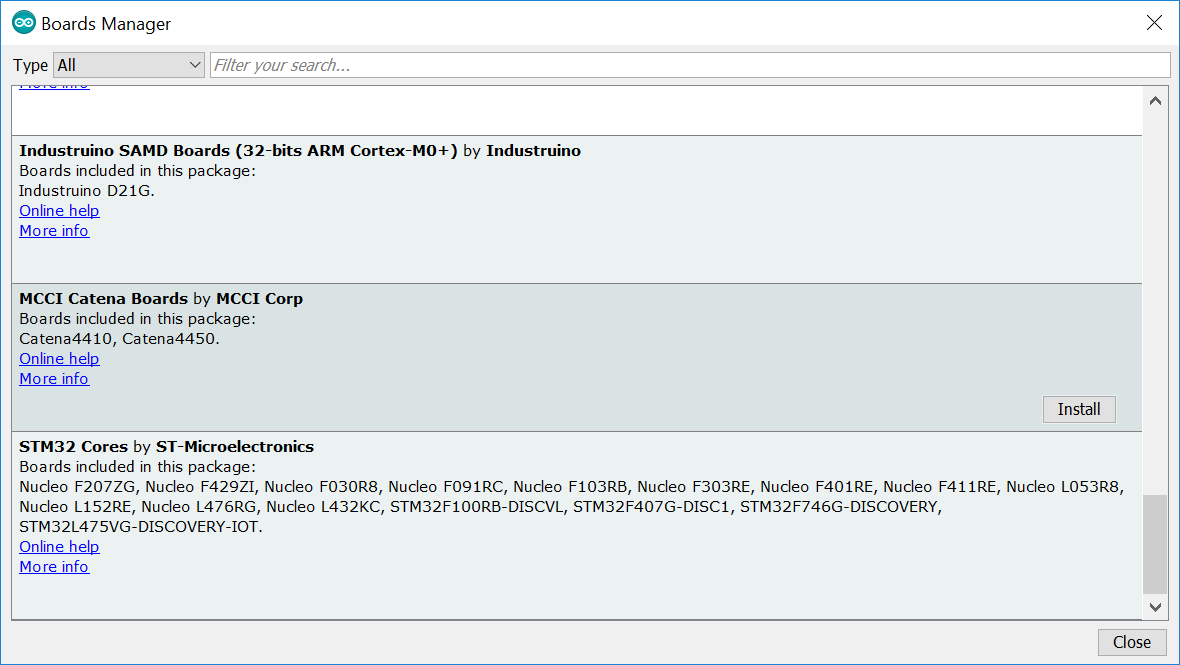 Boards Manager
Type All Filter your search...
More info
Industruino SAMD Boards (32-bits ARM Cortex-M0+) by Industruino
Boards included in this package:
Industruino D21G.
Online help
More info
MCCI Catena Boards by MCCI Corp
Boards included in this package:
Catena4410, Catena4450.
Online help
More info
Install
STM32 Cores by ST-Microelectronics
Boards included in this package:
Nucleo F207ZG, Nucleo F429ZI, Nucleo F030R8, Nucleo F091RC, Nucleo F103RB, Nucleo F303RE, Nucleo F401RE, Nucleo F411RE, Nucleo L053R8,
Nucleo L152RE, Nucleo L476RG, Nucleo L432KC, STM32F100RB-DISCVL, STM32F407G-DISC1, STM32F746G-DISCOVERY,
STM32L475VG-DISCOVERY-IOT.
Online help
More info
Close